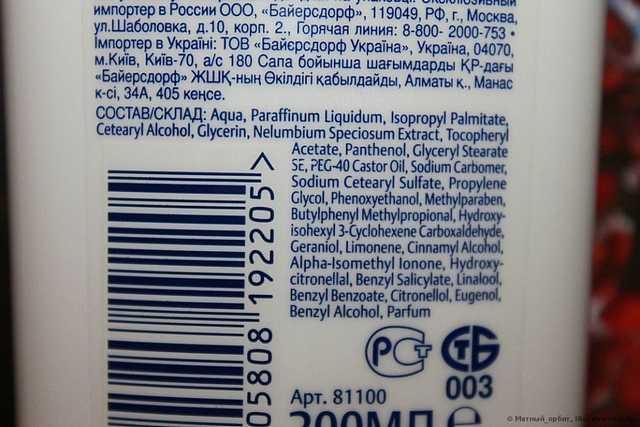 импортер в России ООО, «Байерсдорф», 119049, РФ, г., Москва,
ул.Шаболовка, д.10, корп. 2., Горячая линия: 8-800- 2000-753 •
Імпортер в Україні: ТОВ «Байєрсдорф Україна», Україна, 04070,
м.Київ, Київ-70, а/с 180 Сапа бойынша шағымдарды ҚР-дағы
«Байерсдорф» ЖШҚ-ның Өкілдігі қабылдайды, Алматы қ., Манас
к-сі, 34А, 405 кеңсе.
СОСТАВ/СКЛАД: Aqua, Paraffinum Liquidum, Isopropyl Palmitate,
Cetearyl Alcohol, Glycerin, Nelumbium Speciosum Extract, Tocopheryl
Acetate, Panthenol, Glyceryl Stearate
SE, PEG-40 Castor Oil, Sodium Carbomer,
Sodium Cetearyl Sulfate, Propylene
Glycol, Phenoxyethanol, Methylparaben,
Butylphenyl Methylpropional, Hydroxy-
isohexyl 3-Cyclohexene Carboxaldehyde,
Geraniol, Limonene, Cinnamyl Alcohol,
Alpha-Isomethyl Ionone, Hydroxy-
citronellal, Benzyl Salicylate, Linalool,
Benzyl Benzoate, Citronellol, Eugenol,
Benzyl Alcohol, Parfum
05808 192205 >
РСТ
ТБ
003
Арт. 81100
200МЛ e